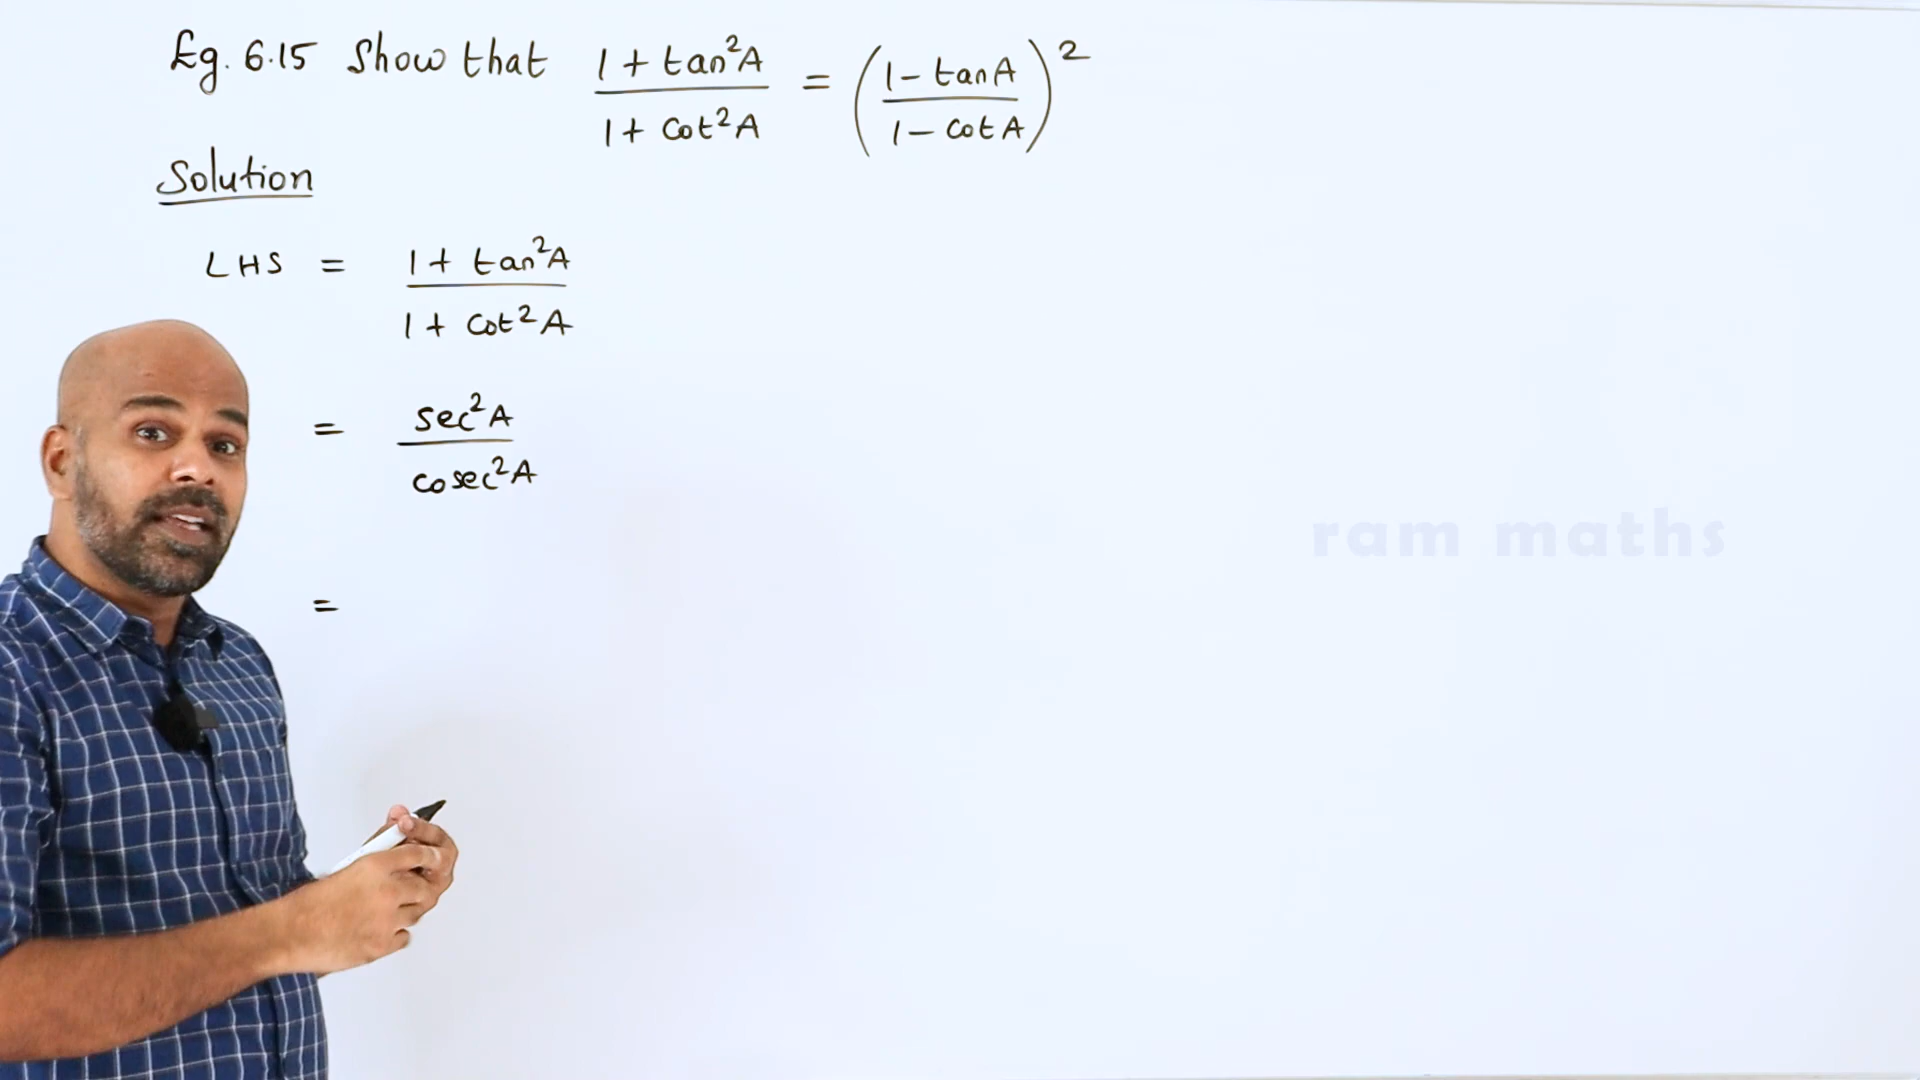 Eg. 6.15 Show that (1 + tan²A)/(1 + cot²A) = ((1 - tanA)/(1 - cotA))²
Solution
LHS = (1 + tan²A)/(1 + cot²A)
= sec²A/cosec²A
=
ram maths